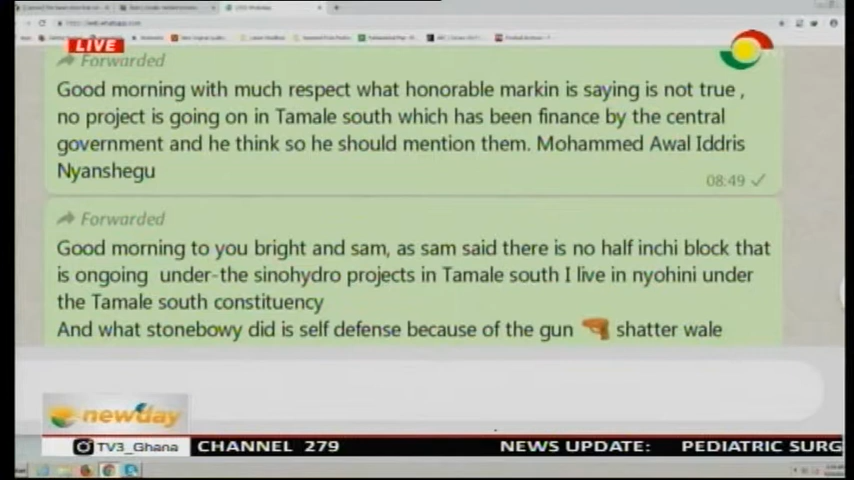 LIVE
Forwarded
Good morning with much respect what honorable markin is saying is not true ,
no project is going on in Tamale south which has been finance by the central
government and he think so he should mention them. Mohammed Awal Iddris
Nyanshegu
08:49
Forwarded
Good morning to you bright and sam, as sam said there is no half inchi block that
is ongoing under-the sinohydro projects in Tamale south I live in nyohini under
the Tamale south constituency
And what stonebowy did is self defense because of the gun shatter wale
newday
TV3_Ghana CHANNEL 279 NEWS UPDATE: PEDIATRIC SURG